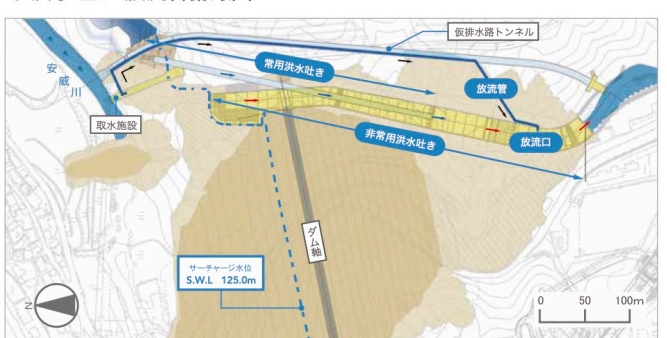 仮排水路トンネル
安威川
常用洪水吐き
放流管
取水施設
非常用洪水吐き
放流口
ダム軸
サーチャージ水位
S.W.L 125.0m
N
0 50 100m